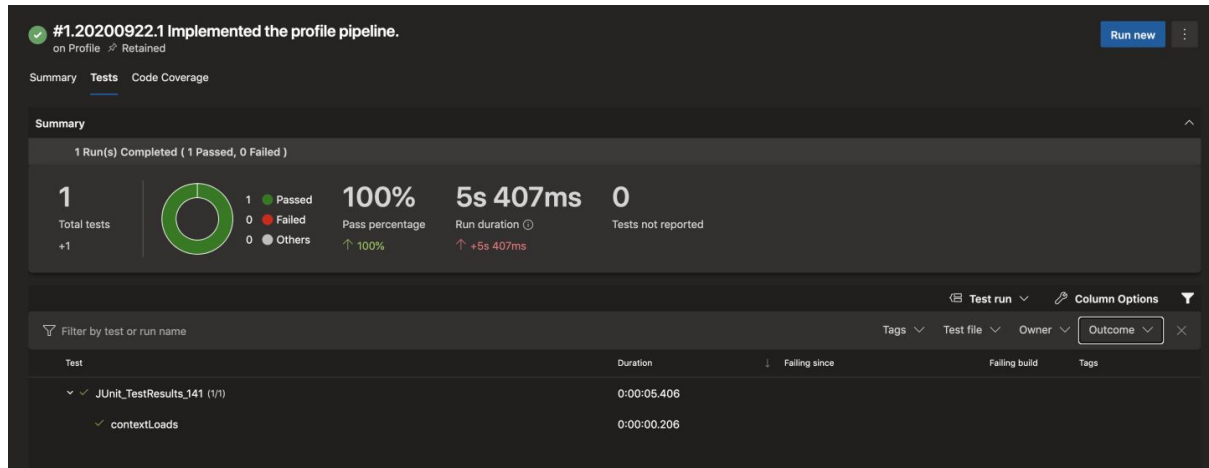 #1.20200922.1 Implemented the profile pipeline.
on Profile Retained
Run new
Summary Tests Code Coverage
Summary
1 Run(s) Completed ( 1 Passed, 0 Failed )
1
Total tests
+1
1 Passed
0 Failed
0 Others
100%
Pass percentage
↑ 100%
5s 407ms
Run duration
↑ +5s 407ms
0
Tests not reported
Test run Column Options
Filter by test or run name Tags Test file Owner Outcome
Test Duration ↓ Failing since Failing build Tags
JUnit_TestResults_141 (1/1) 0:00:05.406
contextLoads 0:00:00.206